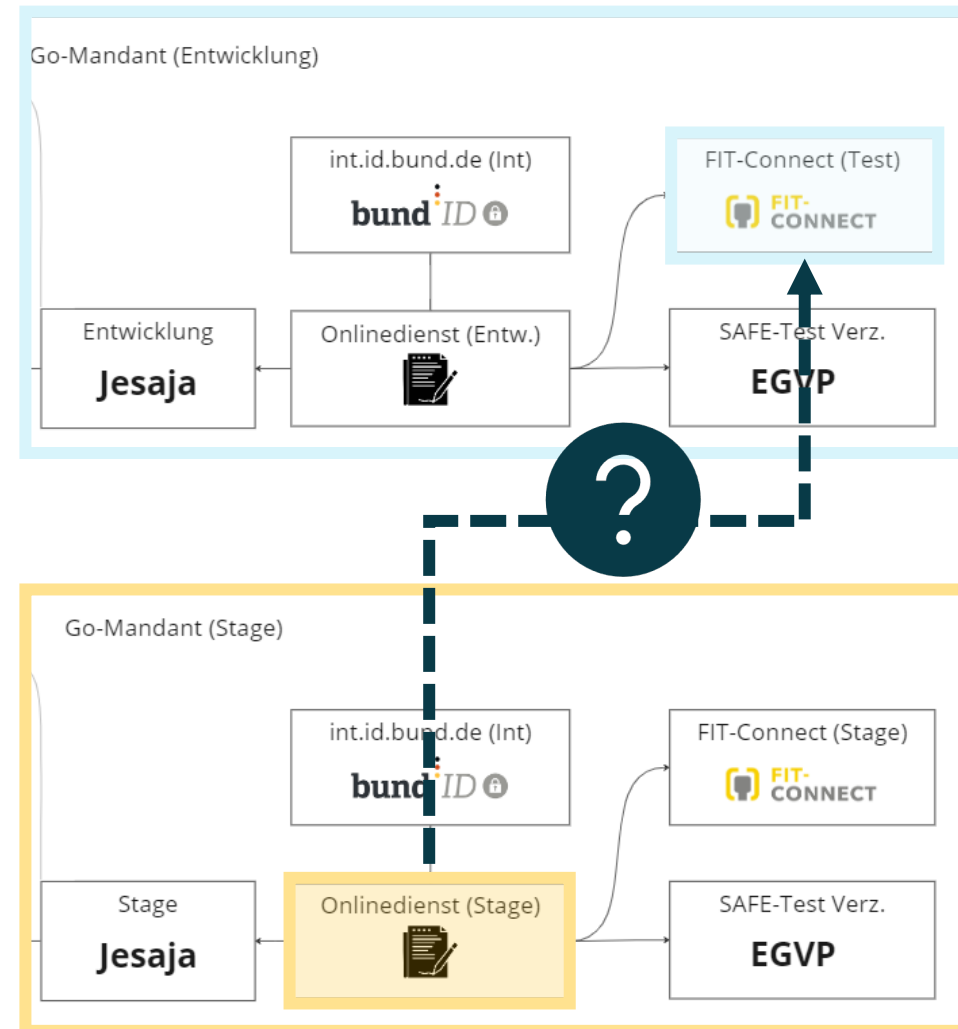 Go-Mandant (Entwicklung)
int.id.bund.de (Int)
bund ID
FIT-Connect (Test)
FIT-
CONNECT
Entwicklung
Jesaja
Onlinedienst (Entw.)
SAFE-Test Verz.
EGVP
?
Go-Mandant (Stage)
int.id.bund.de (Int)
bund ID
FIT-Connect (Stage)
FIT-
CONNECT
Stage
Jesaja
Onlinedienst (Stage)
SAFE-Test Verz.
EGVP